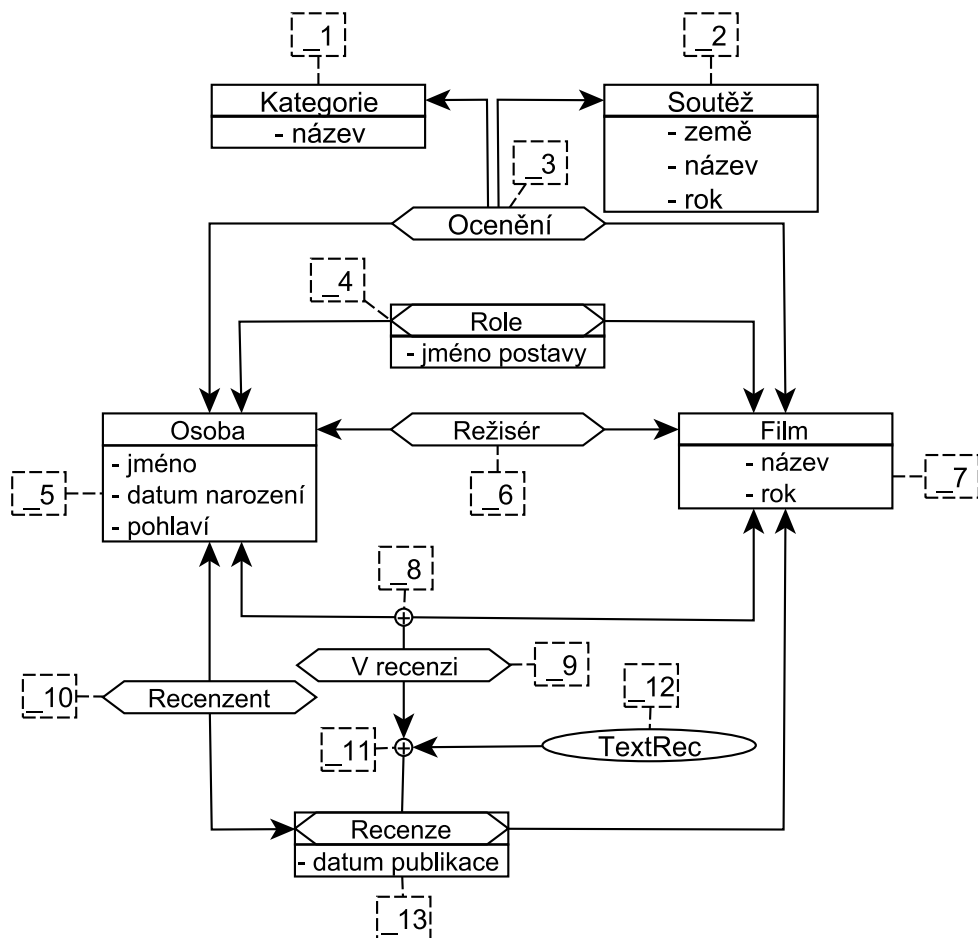 _1
_2
Kategorie
- název
Soutěž
- země
- název
- rok
_3
Ocenění
_4
Role
- jméno postavy
Osoba
- jméno
- datum narození
- pohlaví
Režisér
Film
- název
- rok
_5
_6
_7
_8
V recenzi
_9
_10
Recenzent
_12
_11
TextRec
Recenze
- datum publikace
_13